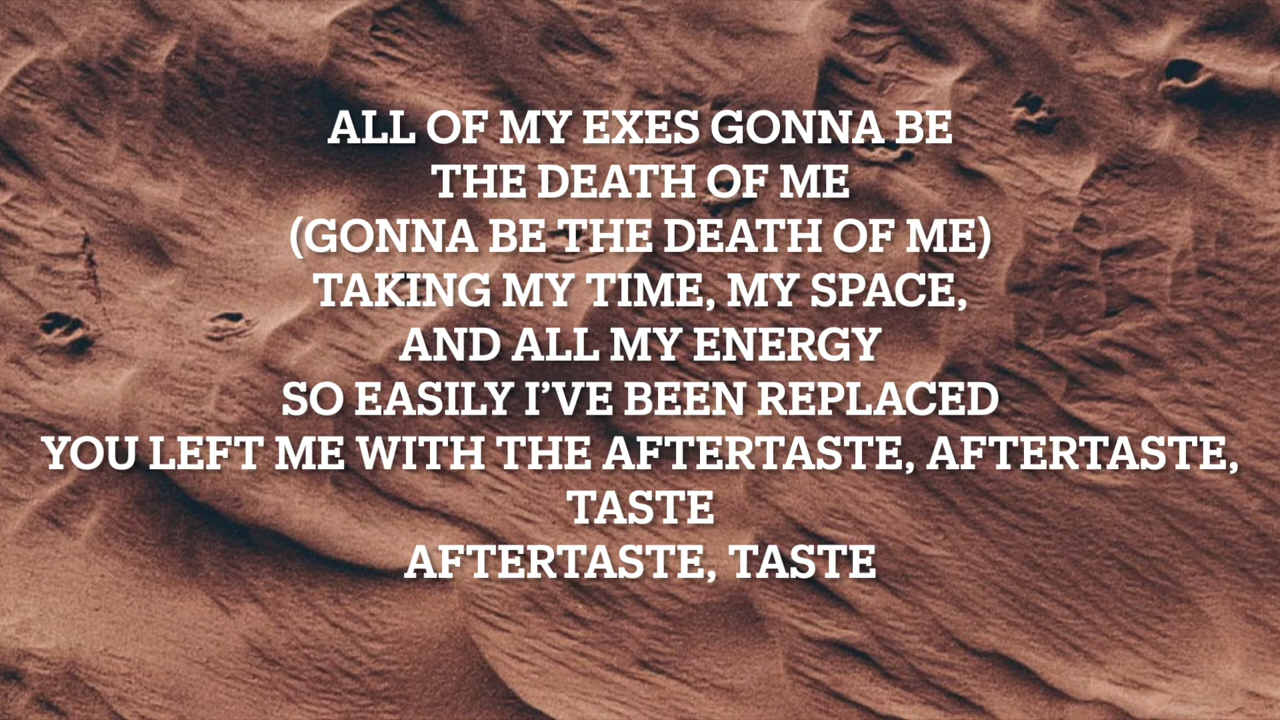 ALL OF MY EXES GONNA BE
THE DEATH OF ME
(GONNA BE THE DEATH OF ME)
TAKING MY TIME, MY SPACE,
AND ALL MY ENERGY
SO EASILY I’VE BEEN REPLACED
YOU LEFT ME WITH THE AFTERTASTE, AFTERTASTE,
TASTE
AFTERTASTE, TASTE